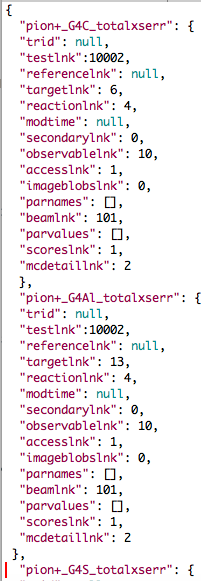 {
"pion+_G4C_totalxserr": {
"trid": null,
"testlnk":10002,
"referencelnk": null,
"targetlnk": 6,
"reactionlnk": 4,
"modtime": null,
"secondarylnk": 0,
"observablelnk": 10,
"accesslnk": 1,
"imageblobslnk": 0,
"parnames": [],
"beamlnk": 101,
"parvalues": [],
"scoreslnk": 1,
"mcdetaillnk": 2
},
"pion+_G4Al_totalxserr": {
"trid": null,
"testlnk":10002,
"referencelnk": null,
"targetlnk": 13,
"reactionlnk": 4,
"modtime": null,
"secondarylnk": 0,
"observablelnk": 10,
"accesslnk": 1,
"imageblobslnk": 0,
"parnames": [],
"beamlnk": 101,
"parvalues": [],
"scoreslnk": 1,
"mcdetaillnk": 2
},
"pion+_G4S_totalxserr": {